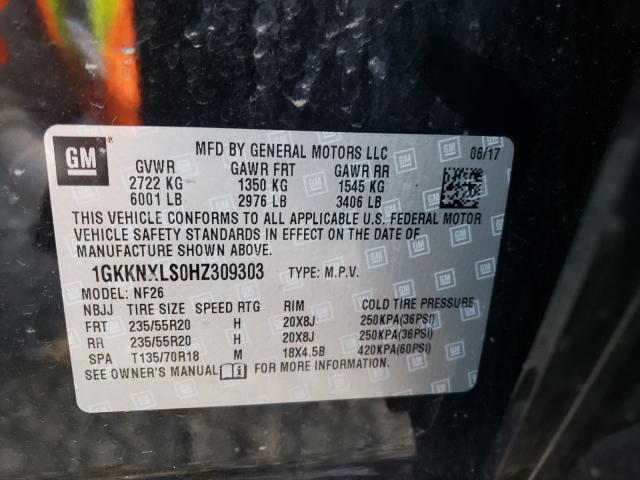 GM
MFD BY GENERAL MOTORS LLC 06/17
GVWR GAWR FRT GAWR RR
2722 KG 1350 KG 1545 KG
6001 LB 2976 LB 3406 LB
THIS VEHICLE CONFORMS TO ALL APPLICABLE U.S. FEDERAL MOTOR
VEHICLE SAFETY STANDARDS IN EFFECT ON THE DATE OF
MANUFACTURE SHOWN ABOVE.
1GKKNXLS0HZ309303 TYPE: M.P.V.
MODEL: NF26
NBJJ TIRE SIZE SPEED RTG RIM COLD TIRE PRESSURE
FRT 235/55R20 H 20X8J 250KPA(36PSI)
RR 235/55R20 H 20X8J 250KPA(36PSI)
SPA T135/70R18 M 18X4.5B 420KPA(60PSI)
SEE OWNER'S MANUAL FOR MORE INFORMATION.